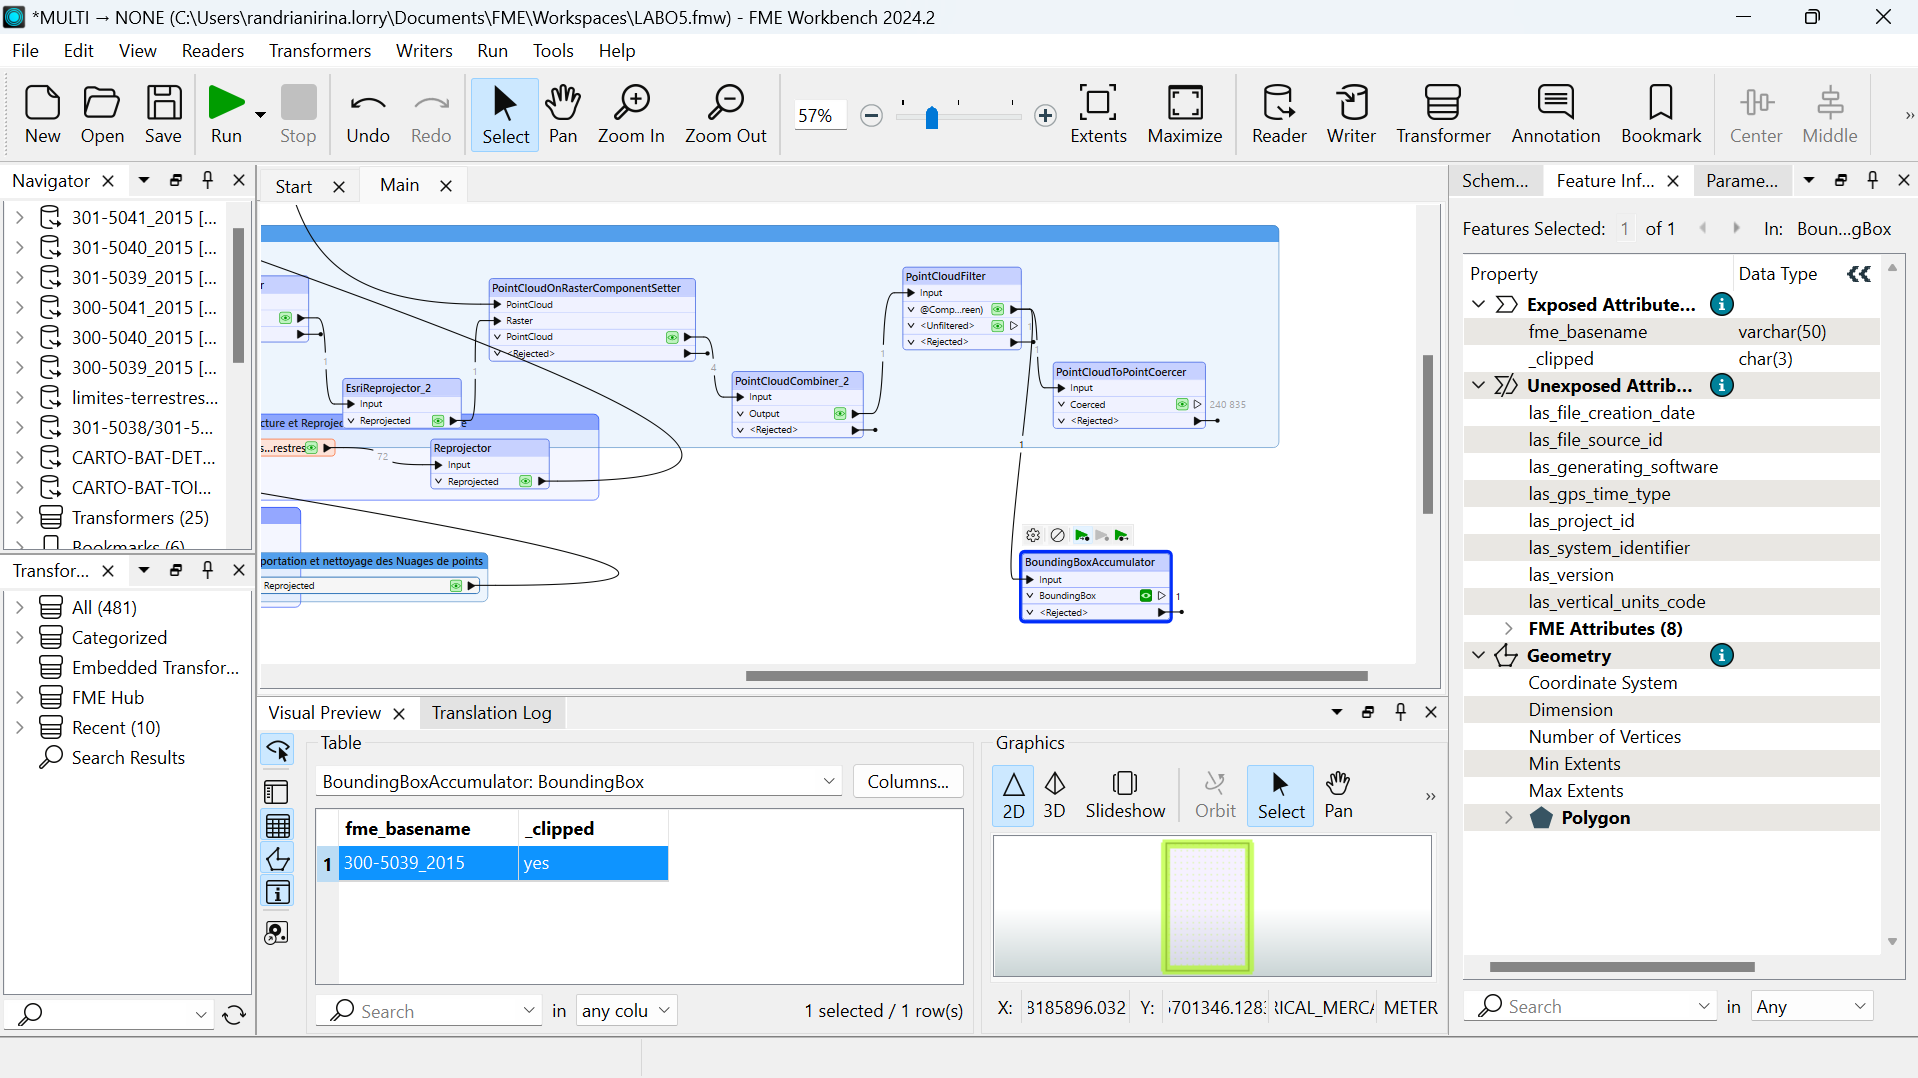 *MULTI → NONE (C:\Users\randrianirina.lorry\Documents\FME\Workspaces\LABO5.fmw) - FME Workbench 2024.2
File Edit View Readers Transformers Writers Run Tools Help
New Open Save Run Stop Undo Redo Select Pan Zoom In Zoom Out 57% Extents Maximize Reader Writer Transformer Annotation Bookmark Center Middle »
Navigator
301-5041_2015 [...
301-5040_2015 [...
301-5039_2015 [...
300-5041_2015 [...
300-5040_2015 [...
300-5039_2015 [...
limites-terrestres...
301-5038/301-5...
CARTO-BAT-DET...
CARTO-BAT-TOI...
Transformers (25)
Bookmarks (6)
Transfor...
All (481)
Categorized
Embedded Transfor...
FME Hub
Recent (10)
Search Results
Start Main
r
1
EsriReprojector_2
Input
Reprojected
1
PointCloudOnRasterComponentSetter
PointCloud
Raster
PointCloud
<Rejected>
4
PointCloudCombiner_2
Input
Output
<Rejected>
1
PointCloudFilter
Input
@Comp...reen)
<Unfiltered>
<Rejected>
1
1
PointCloudToPointCoercer
Input
Coerced 240 835
<Rejected>
cture et Reprojec e
s...restres
72
Reprojector
Input
Reprojected
portation et nettoyage des Nuages de points
Reprojected
1
BoundingBoxAccumulator
Input
BoundingBox 1
<Rejected>
Visual Preview Translation Log
Table
BoundingBoxAccumulator: BoundingBox Columns...
fme_basename _clipped
1 300-5039_2015 yes
Search in any colu 1 selected / 1 row(s)
Graphics
2D 3D Slideshow Orbit Select Pan »
X: 8185896.032 Y: 5701346.128: RICAL_MERCA METER
Schem... Feature Inf... Parame...
Features Selected: 1 of 1 In: Boun...gBox
Property Data Type
Exposed Attribute...
fme_basename varchar(50)
_clipped char(3)
Unexposed Attrib...
las_file_creation_date
las_file_source_id
las_generating_software
las_gps_time_type
las_project_id
las_system_identifier
las_version
las_vertical_units_code
FME Attributes (8)
Geometry
Coordinate System
Dimension
Number of Vertices
Min Extents
Max Extents
Polygon
Search in Any